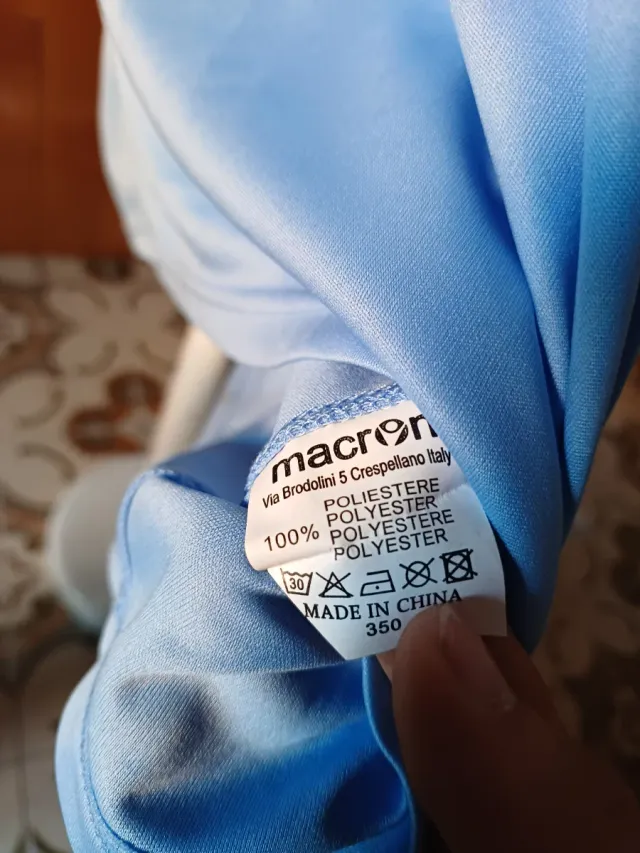 macron
Via Brodolini 5 Crespellano Italy
POLIESTERE
100% POLYESTER
POLYESTERE
POLYESTER
30
MADE IN CHINA
350